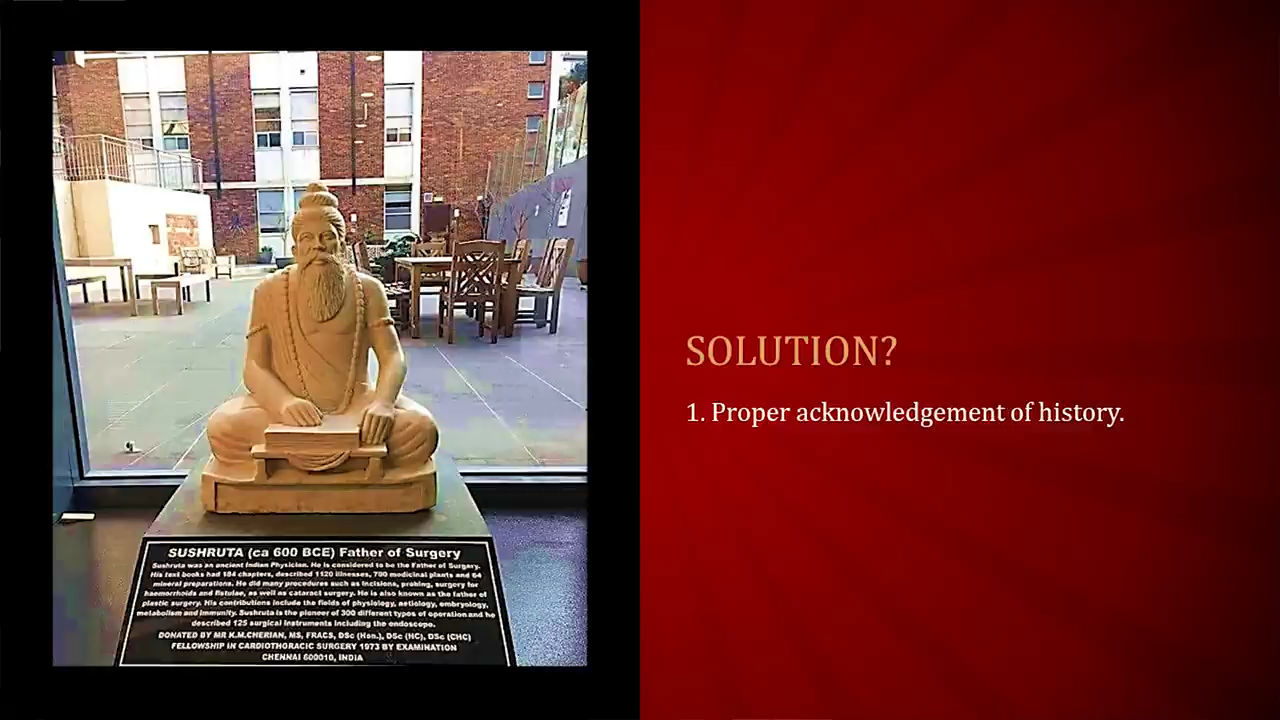 SUSHRUTA (ca 600 BCE) Father of Surgery
Sushruta was an ancient Indian Physician. He is considered to be the Father of Surgery.
His text books had 184 chapters, described 1120 illnesses, 700 medicinal plants and 64
mineral preparations. He did many procedures such as incisions, probing, surgery for
haemorrhoids and fistulae, as well as cataract surgery. He is also known as the father of
plastic surgery. His contributions include the fields of physiology, aetiology, embryology,
metabolism and immunity. Sushruta is the pioneer of 300 different types of operation and he
described 125 surgical instruments including the endoscope.
DONATED BY MR K.M.CHERIAN, MS, FRACS, DSc (Hon.), DSc (HC), DSc (CHC)
FELLOWSHIP IN CARDIOTHORACIC SURGERY 1973 BY EXAMINATION
CHENNAI 600010, INDIA
SOLUTION?
1. Proper acknowledgement of history.